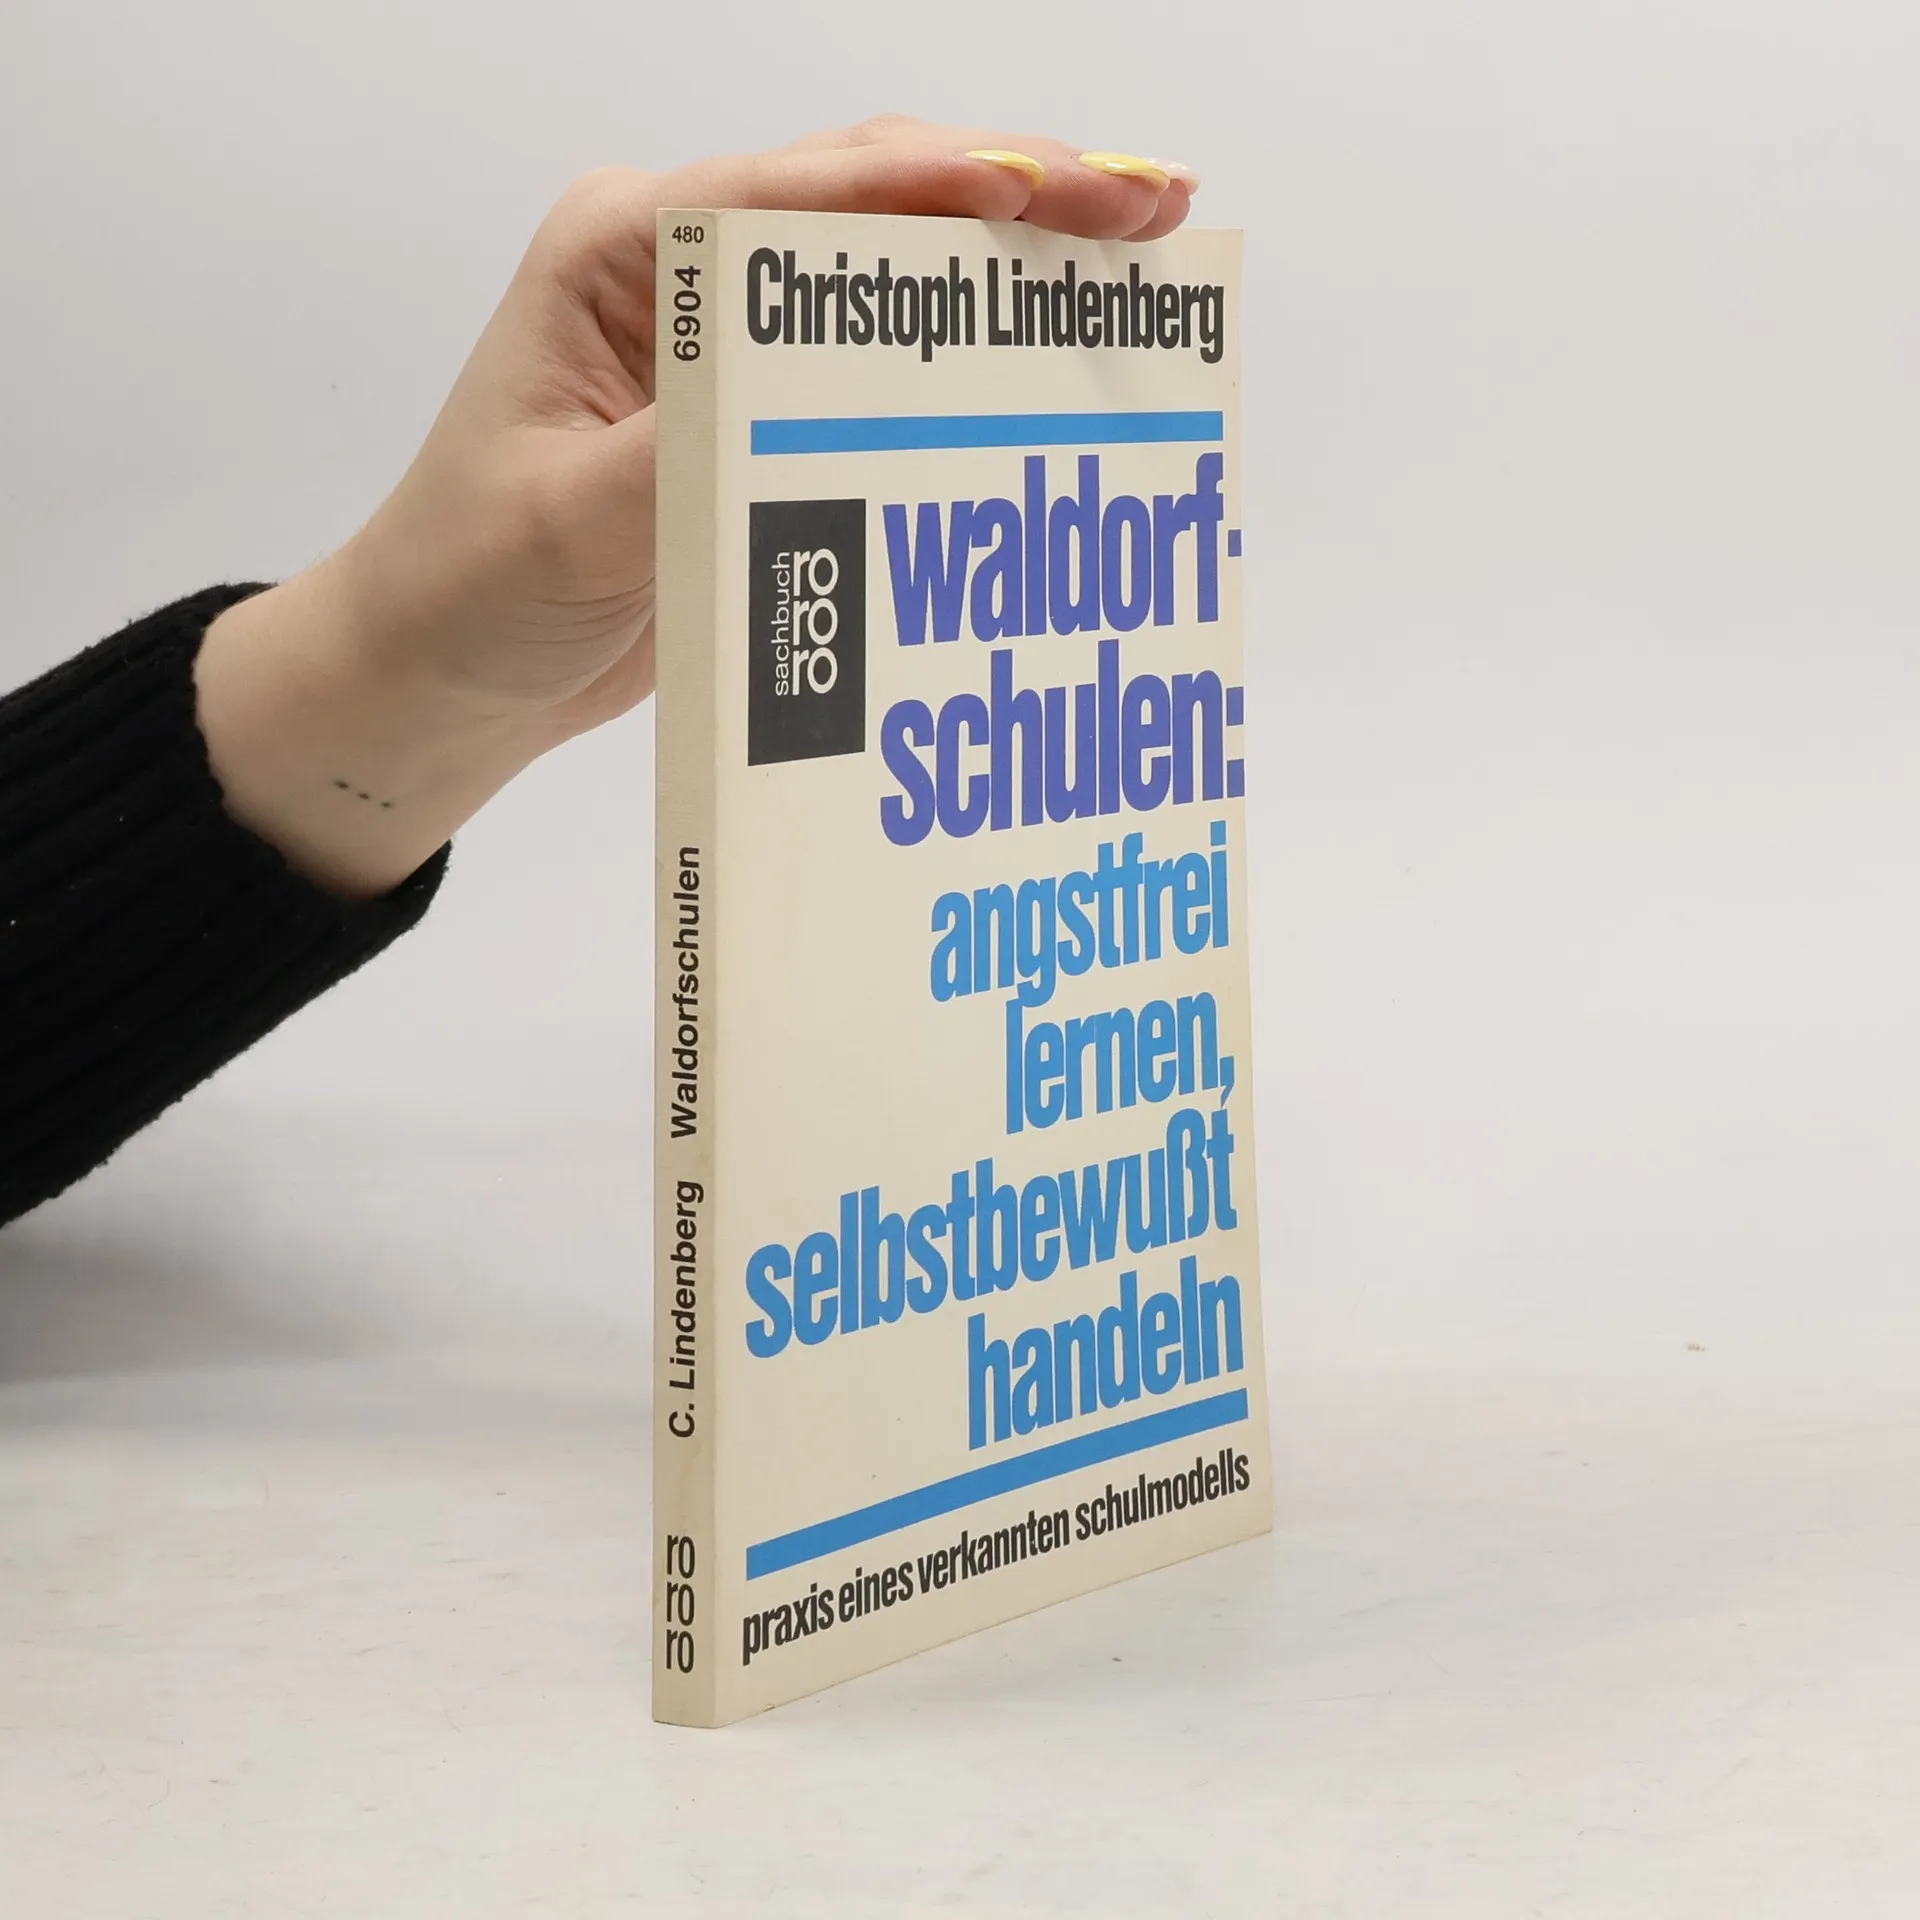 480
6904
C. Lindenberg Waldorfschulen
ro
ro
ro
Christoph Lindenberg
sachbuch
ro
ro
ro
waldorf-
schulen:
angstfrei
lernen,
selbstbewußt
handeln
praxis eines verkannten schulmodells